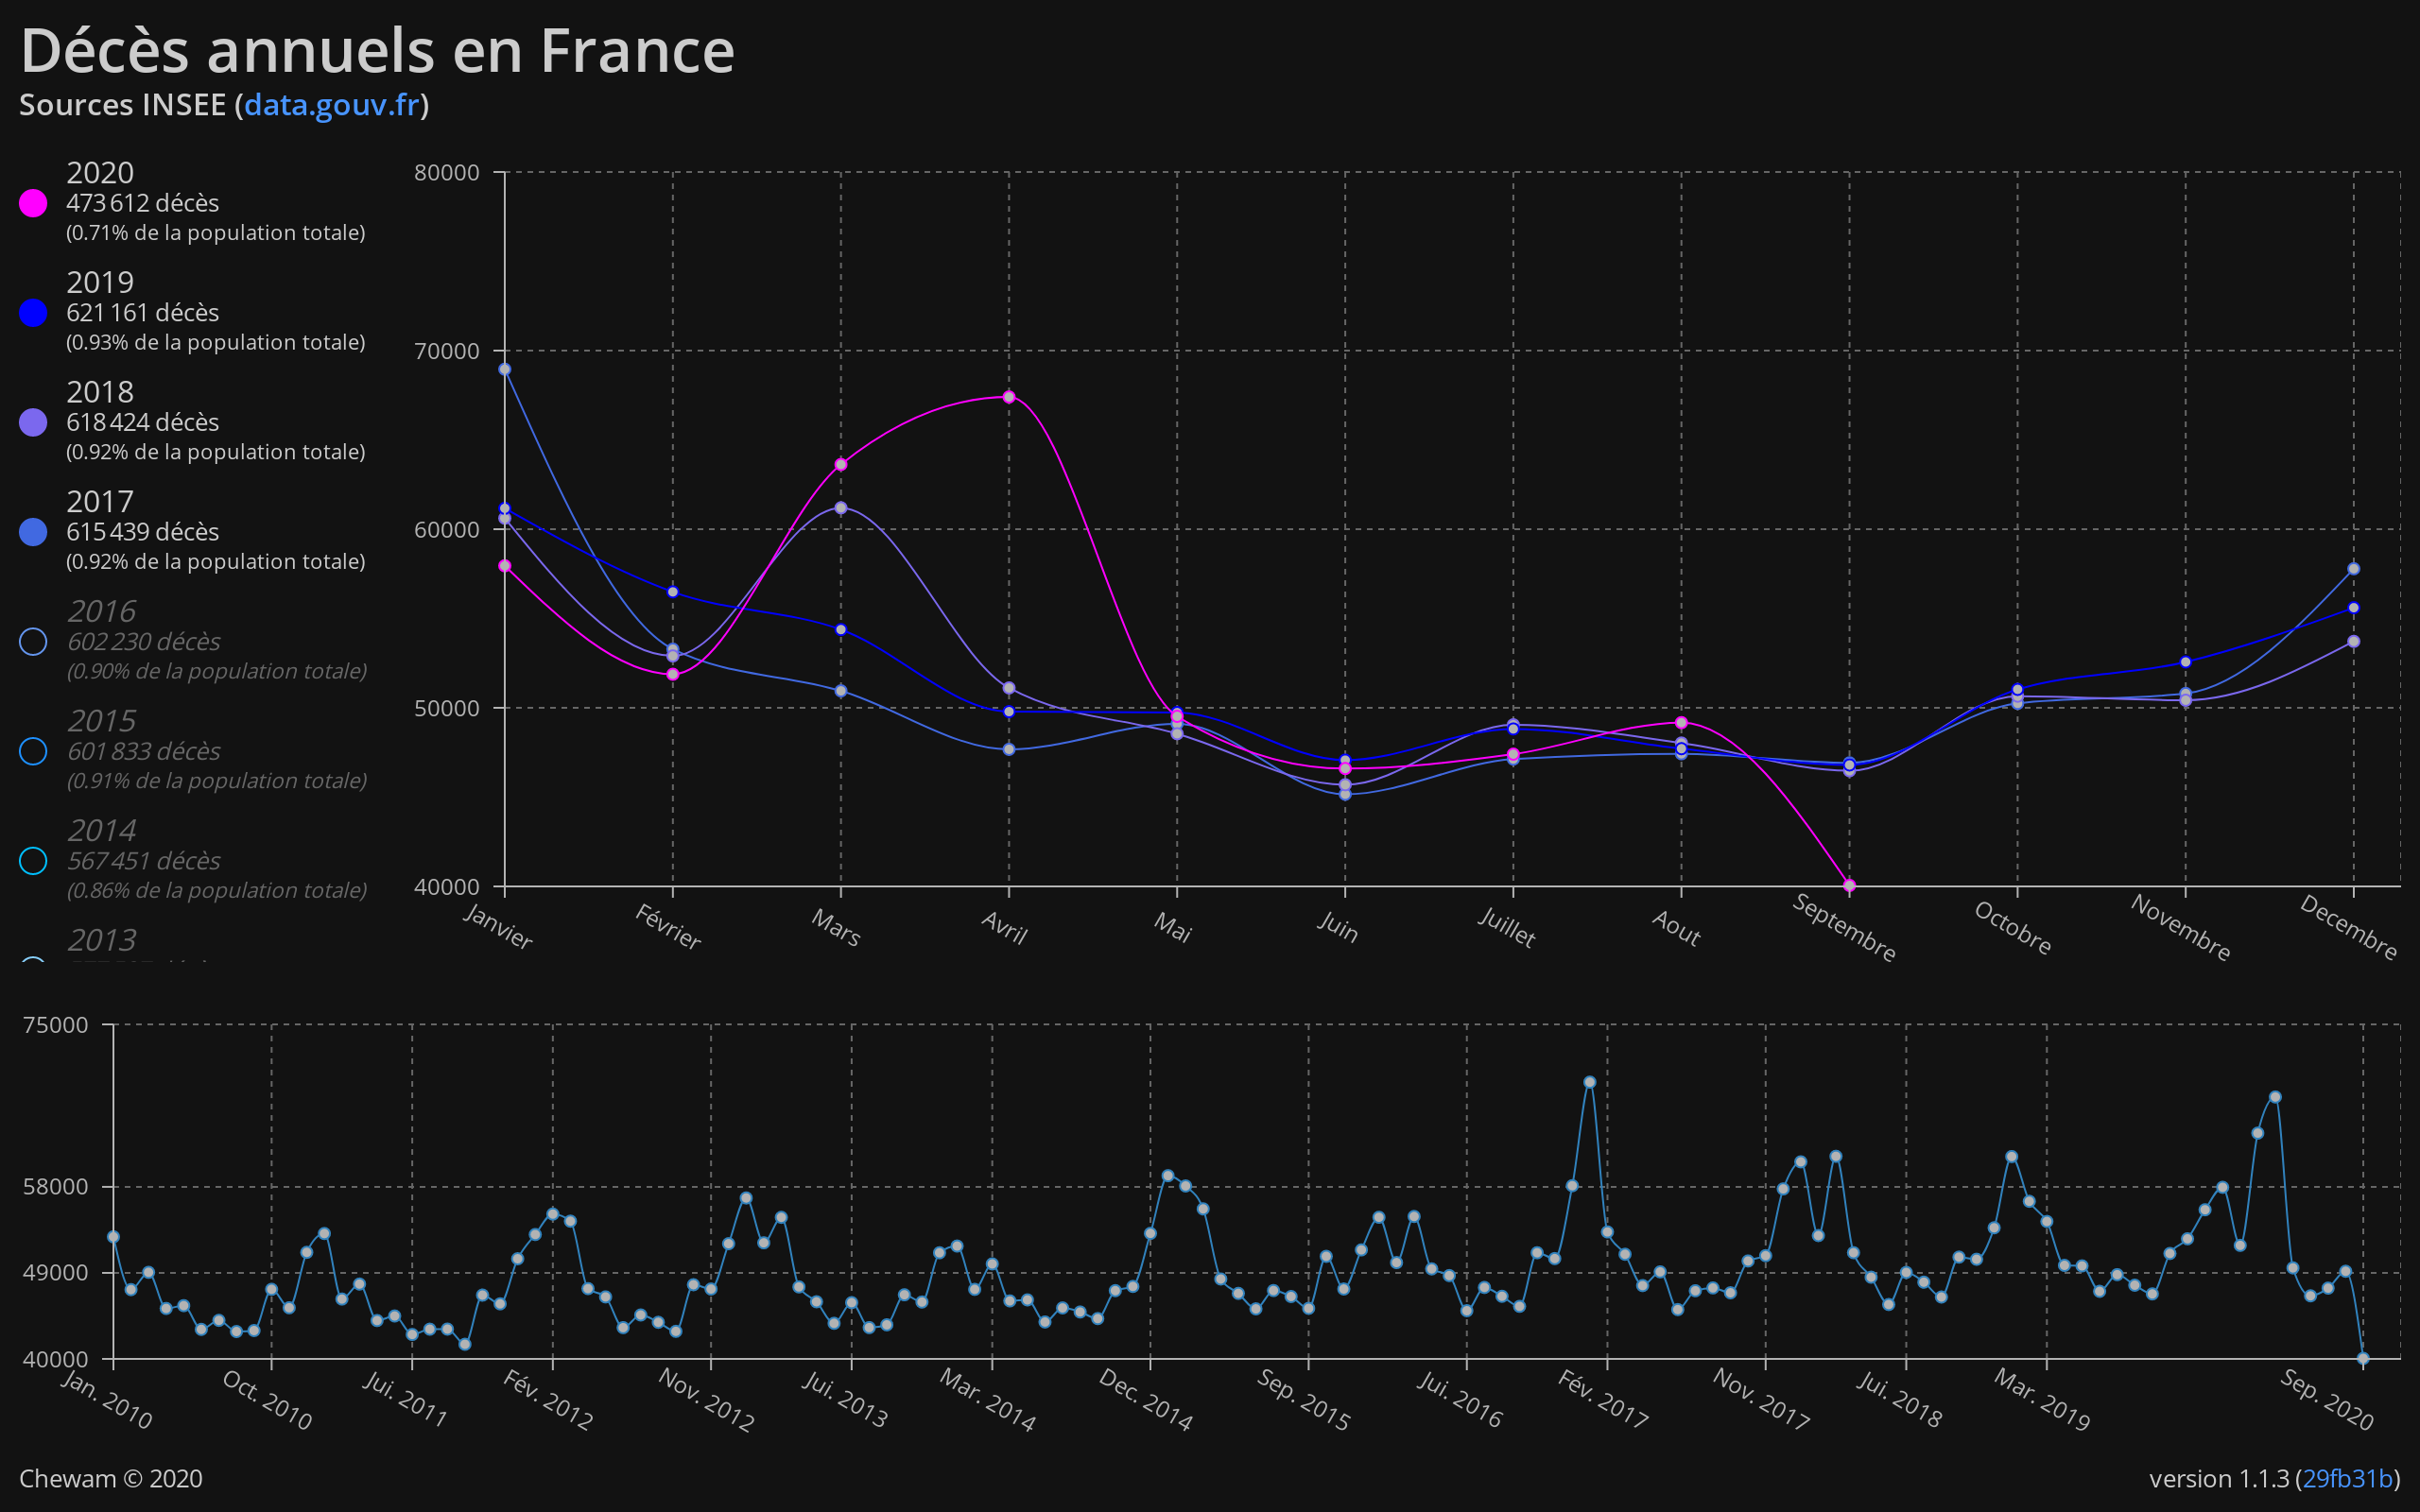 Décès annuels en France
Sources INSEE (data.gouv.fr)
2020
473 612 décès
(0.71% de la population totale)
2019
621 161 décès
(0.93% de la population totale)
2018
618 424 décès
(0.92% de la population totale)
2017
615 439 décès
(0.92% de la population totale)
2016
602 230 décès
(0.90% de la population totale)
2015
601 833 décès
(0.91% de la population totale)
2014
567 451 décès
(0.86% de la population totale)
2013
80000
70000
60000
50000
40000
Janvier
Février
Mars
Avril
Mai
Juin
Juillet
Aout
Septembre
Octobre
Novembre
Decembre
75000
58000
49000
40000
Jan. 2010
Oct. 2010
Jui. 2011
Fév. 2012
Nov. 2012
Jui. 2013
Mar. 2014
Dec. 2014
Sep. 2015
Jui. 2016
Fév. 2017
Nov. 2017
Jui. 2018
Mar. 2019
Sep. 2020
Chewam © 2020
version 1.1.3 (29fb31b)